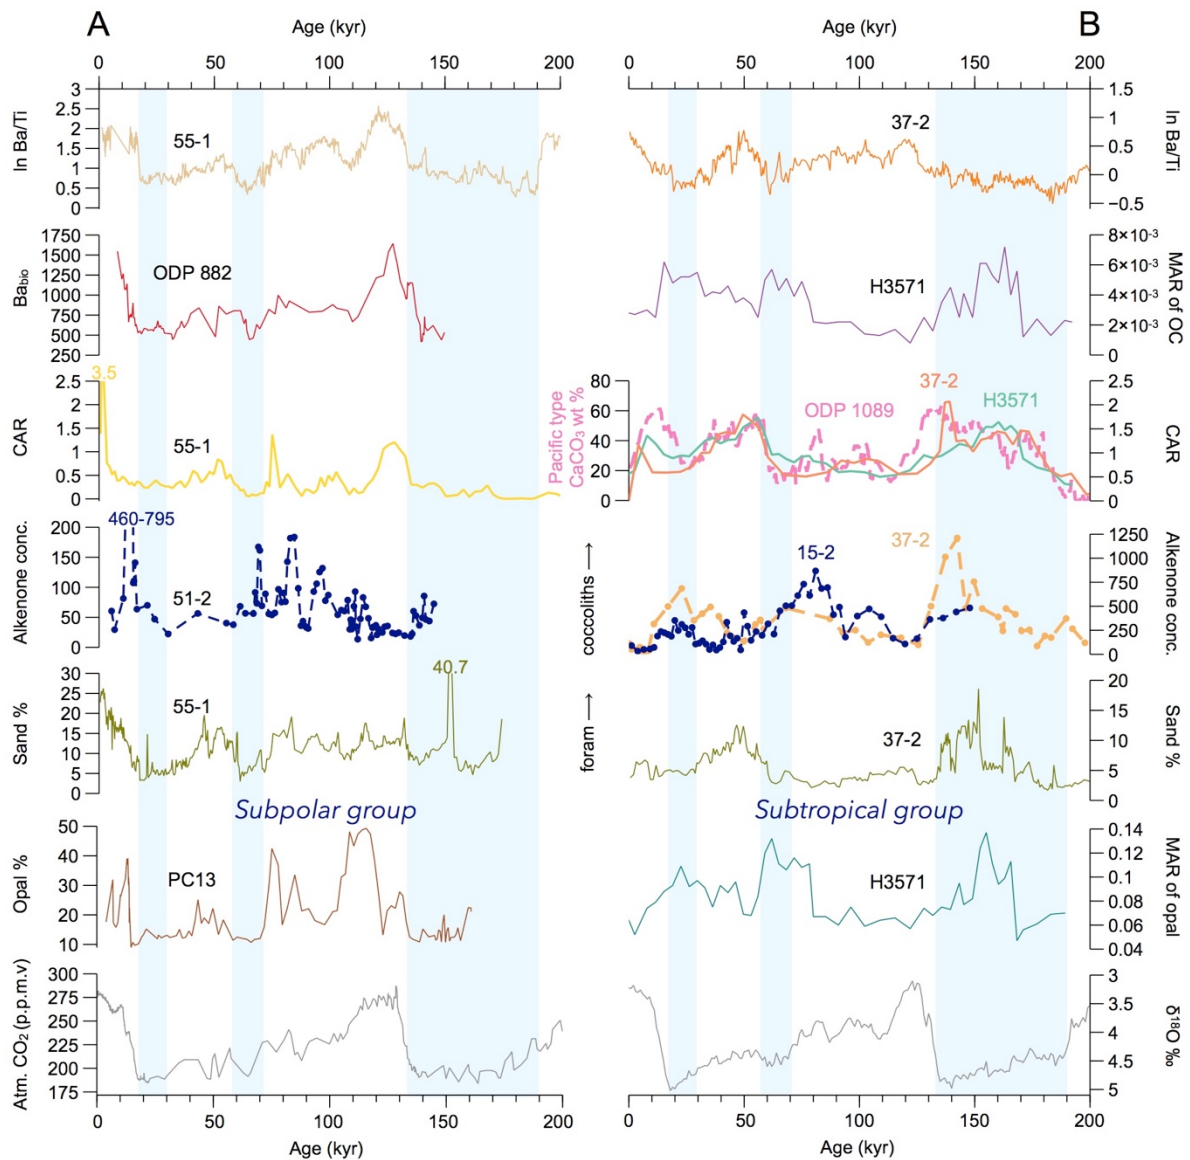 A
B
Age (kyr)
Age (kyr)
0 50 100 150 200
0 50 100 150 200
ln Ba/Ti
3
2.5
2
1.5
1
0.5
0
55-1
37-2
1.5
1
0.5
0
−0.5
ln Ba/Ti
Babio
1750
1500
1250
1000
750
500
250
ODP 882
H3571
8×10-3
6×10-3
4×10-3
2×10-3
0
MAR of OC
CAR
3.5
2.5
2
1.5
1
0.5
0
55-1
Pacific type
CaCO3 wt %
80
60
40
20
0
ODP 1089
37-2
H3571
2.5
2
1.5
1
0.5
0
CAR
Alkenone conc.
200
150
100
50
0
460-795
51-2
coccoliths →
15-2
37-2
1250
1000
750
500
250
0
Alkenone conc.
Sand %
30
25
20
15
10
5
0
55-1
40.7
foram →
37-2
20
15
10
5
0
Sand %
Subpolar group
Subtropical group
Opal %
50
40
30
20
10
PC13
H3571
0.14
0.12
0.1
0.08
0.06
0.04
MAR of opal
Atm. CO2 (p.p.m.v)
300
275
250
225
200
175
3
3.5
4
4.5
5
δ18O ‰
0 50 100 150 200
0 50 100 150 200
Age (kyr)
Age (kyr)